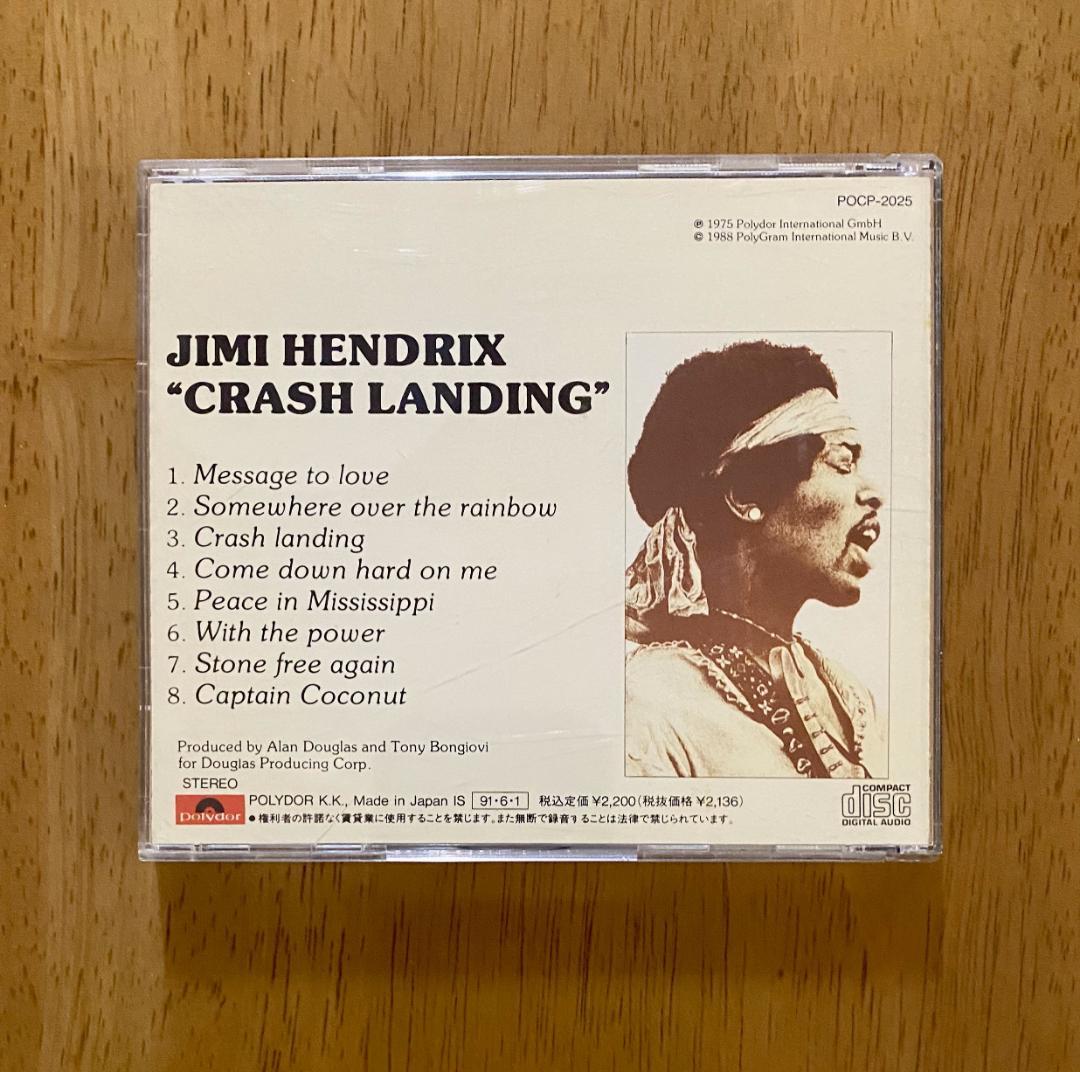 POCP-2025
℗ 1975 Polydor International GmbH
© 1988 PolyGram International Music B.V.
JIMI HENDRIX
“CRASH LANDING”
1. Message to love
2. Somewhere over the rainbow
3. Crash landing
4. Come down hard on me
5. Peace in Mississippi
6. With the power
7. Stone free again
8. Captain Coconut
Produced by Alan Douglas and Tony Bongiovi
for Douglas Producing Corp.
STEREO
polydor
POLYDOR K.K., Made in Japan IS 91・6・1 税込定価 ¥2,200(税抜価格 ¥2,136)
●権利者の許諾なく賃貸業に使用することを禁じます。また無断で録音することは法律で禁じられています。
COMPACT
disc
DIGITAL AUDIO